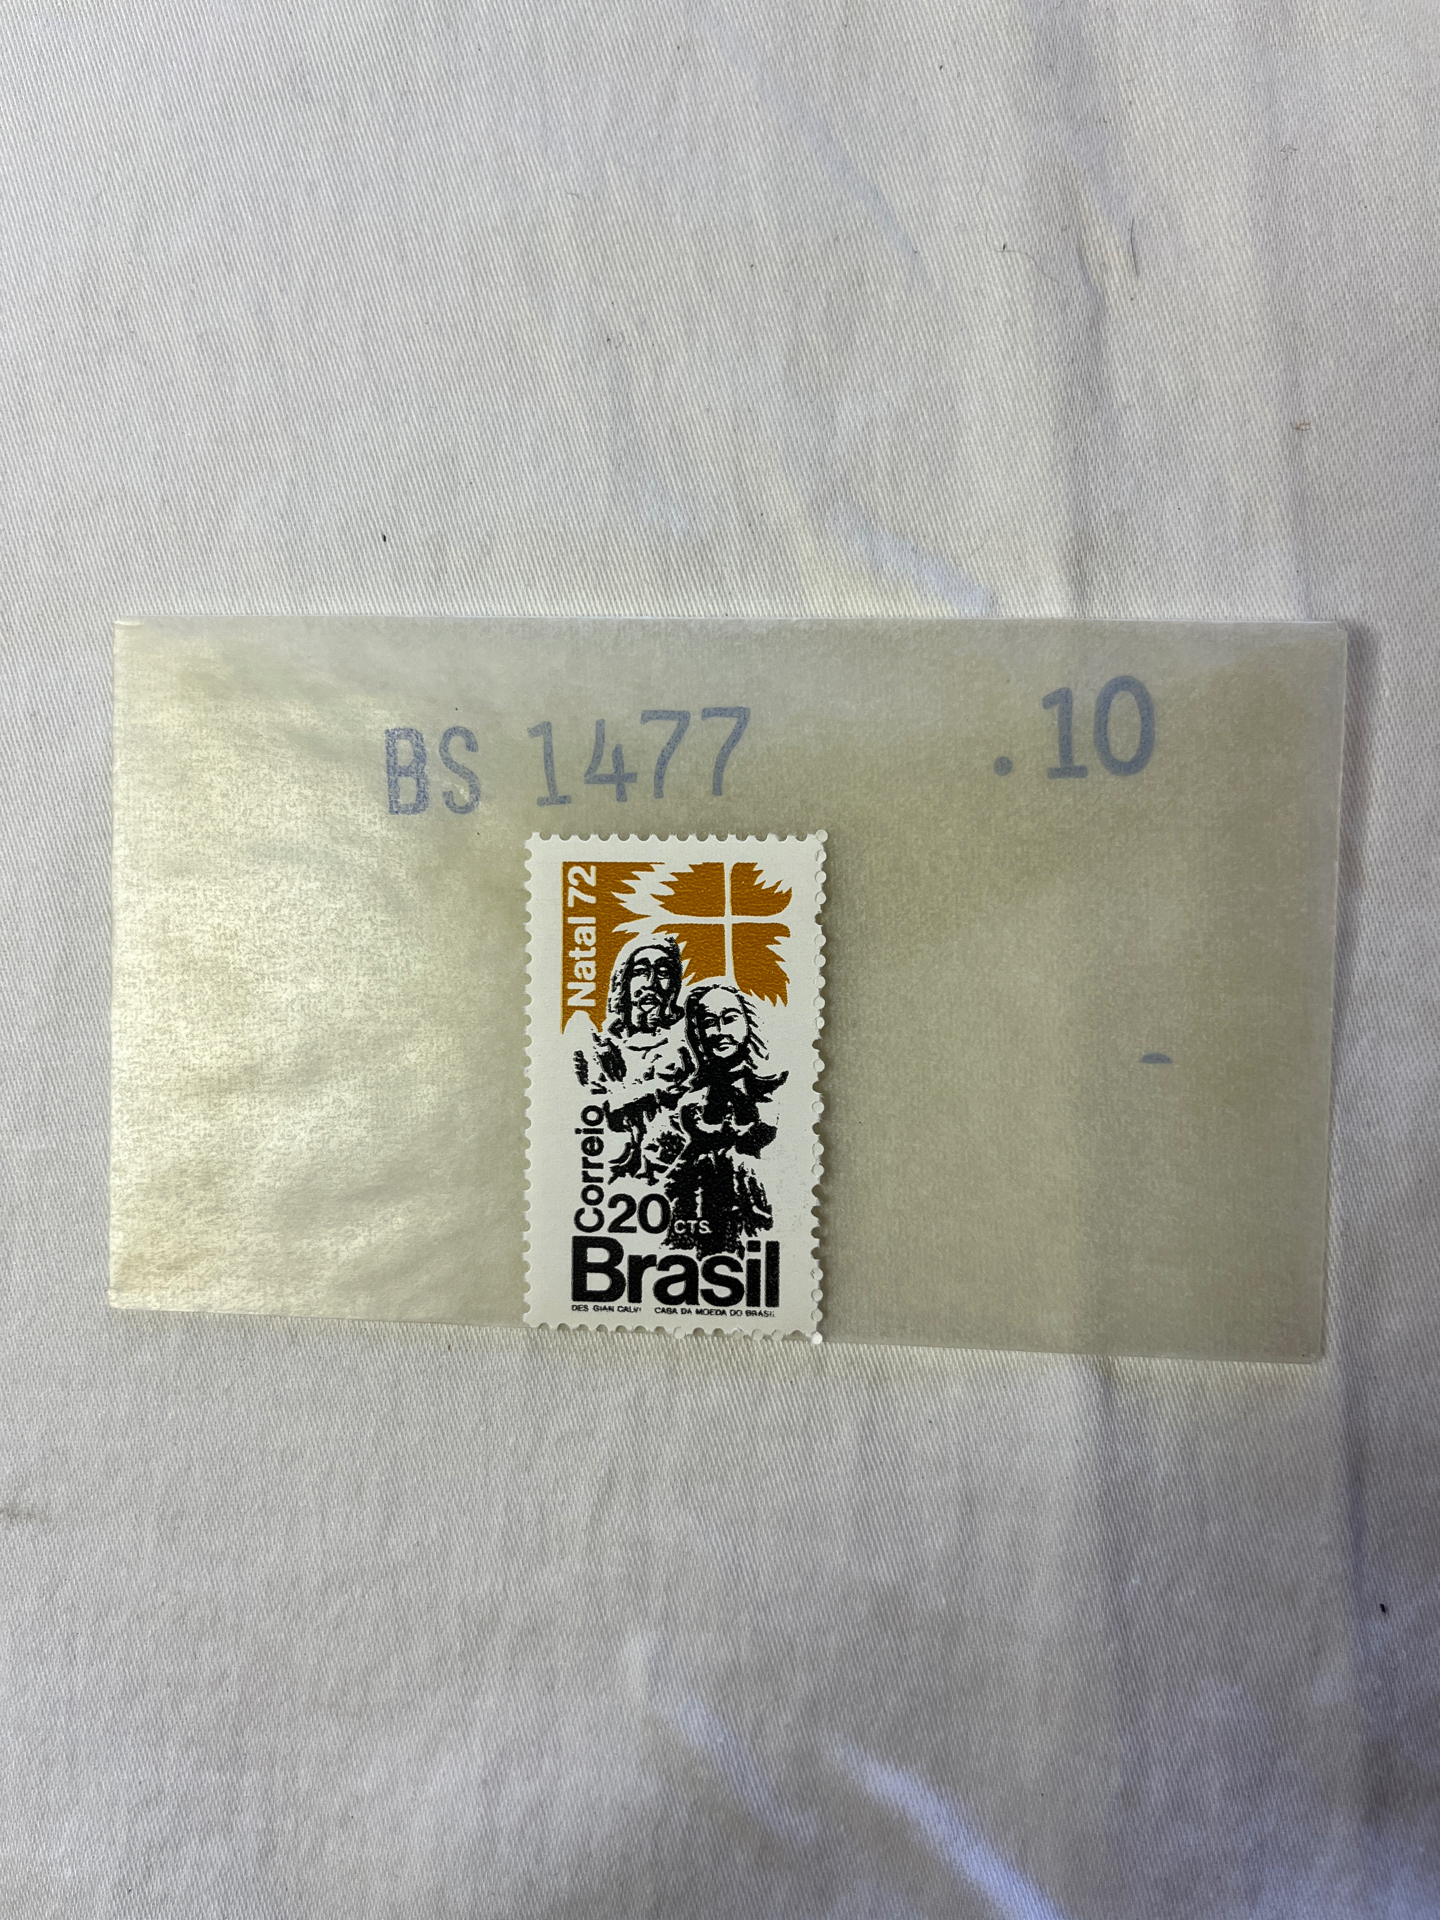 BS 1477 .10
Natal 72
Correio
20 CTS.
Brasil
DES GIAN CALVI CASA DA MOEDA DO BRASIL